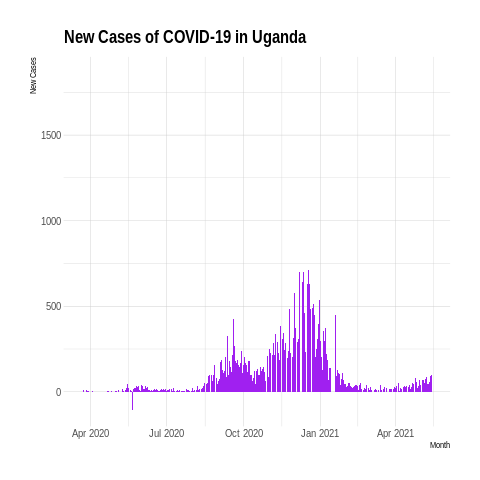 New Cases of COVID-19 in Uganda
New Cases
1500
1000
500
0
Apr 2020 Jul 2020 Oct 2020 Jan 2021 Apr 2021
Month